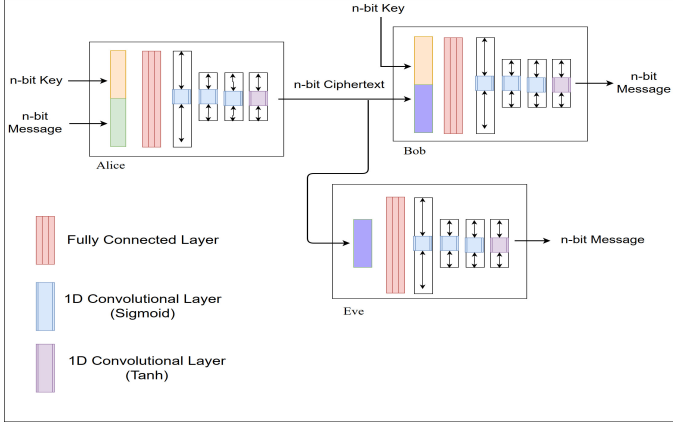 n-bit Key
n-bit Key
n-bit
Message
n-bit Ciphertext
n-bit
Message
Alice
Bob
n-bit Message
Eve
Fully Connected Layer
1D Convolutional Layer
(Sigmoid)
1D Convolutional Layer
(Tanh)